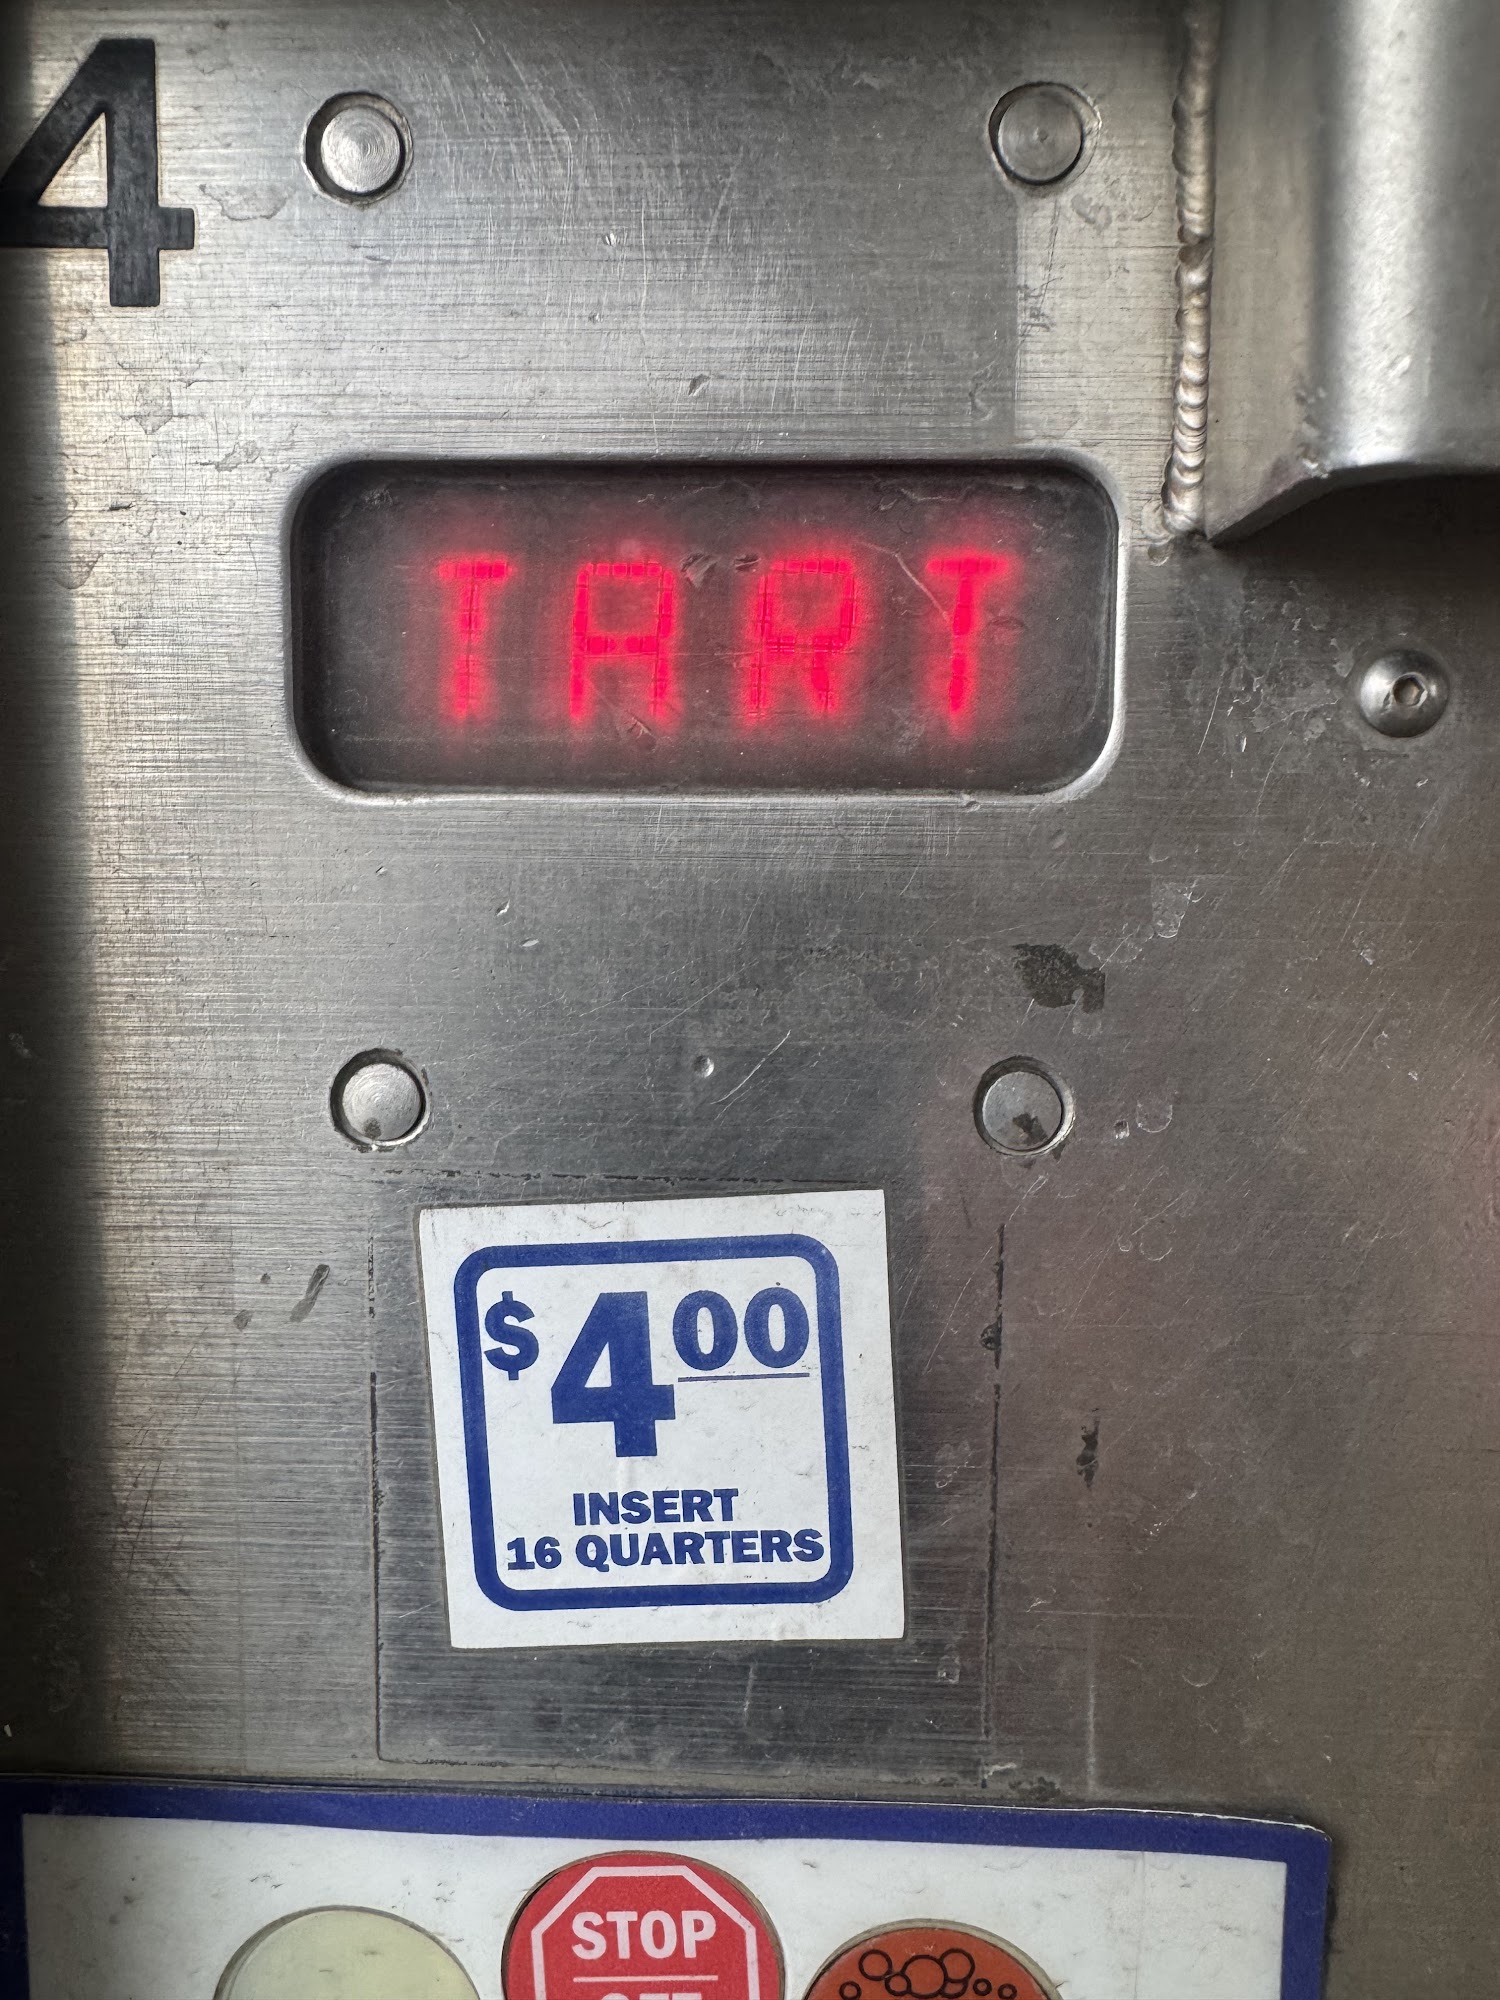 4
TART
$4.00
INSERT
16 QUARTERS
STOP